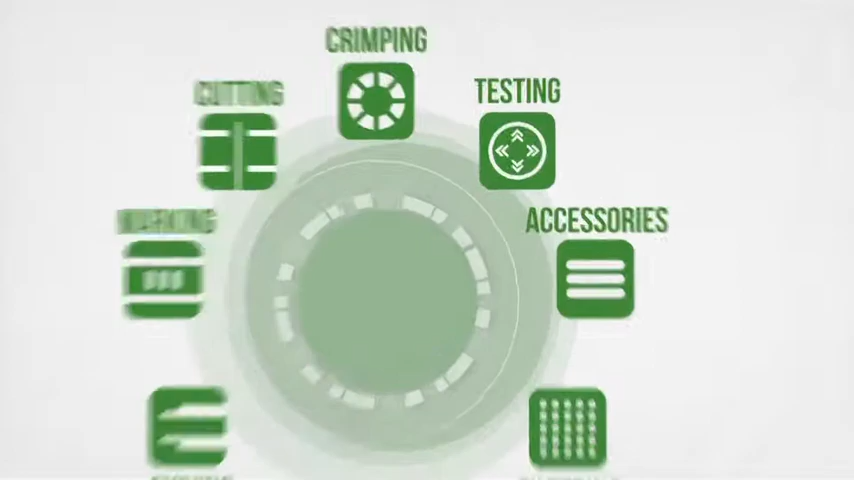 CRIMPING
CUTTING
TESTING
MARKING
ACCESSORIES